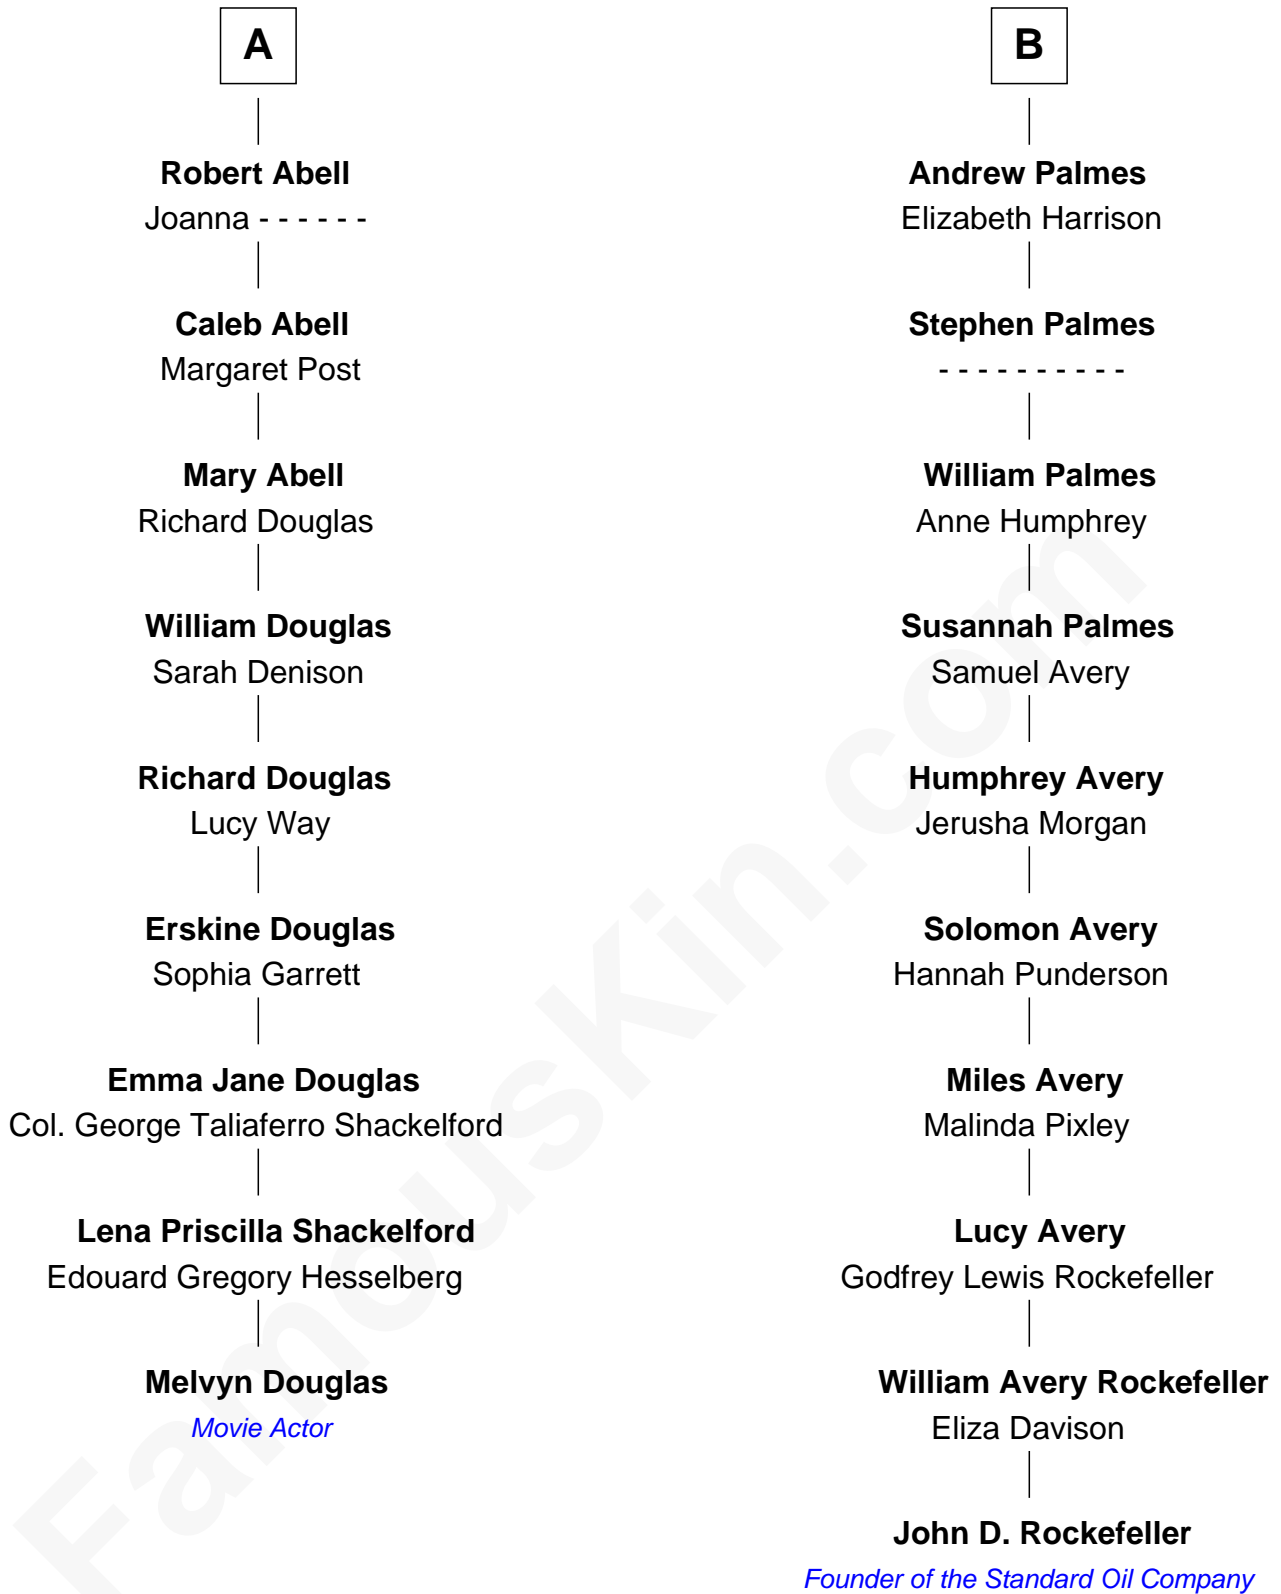 A
Robert Abell
Joanna - - - - - -
Caleb Abell
Margaret Post
Mary Abell
Richard Douglas
William Douglas
Sarah Denison
Richard Douglas
Lucy Way
Erskine Douglas
Sophia Garrett
Emma Jane Douglas
Col. George Taliaferro Shackelford
Lena Priscilla Shackelford
Edouard Gregory Hesselberg
Melvyn Douglas
Movie Actor
B
Andrew Palmes
Elizabeth Harrison
Stephen Palmes
- - - - - - - - - -
William Palmes
Anne Humphrey
Susannah Palmes
Samuel Avery
Humphrey Avery
Jerusha Morgan
Solomon Avery
Hannah Punderson
Miles Avery
Malinda Pixley
Lucy Avery
Godfrey Lewis Rockefeller
William Avery Rockefeller
Eliza Davison
John D. Rockefeller
Founder of the Standard Oil Company
FamousKin.com